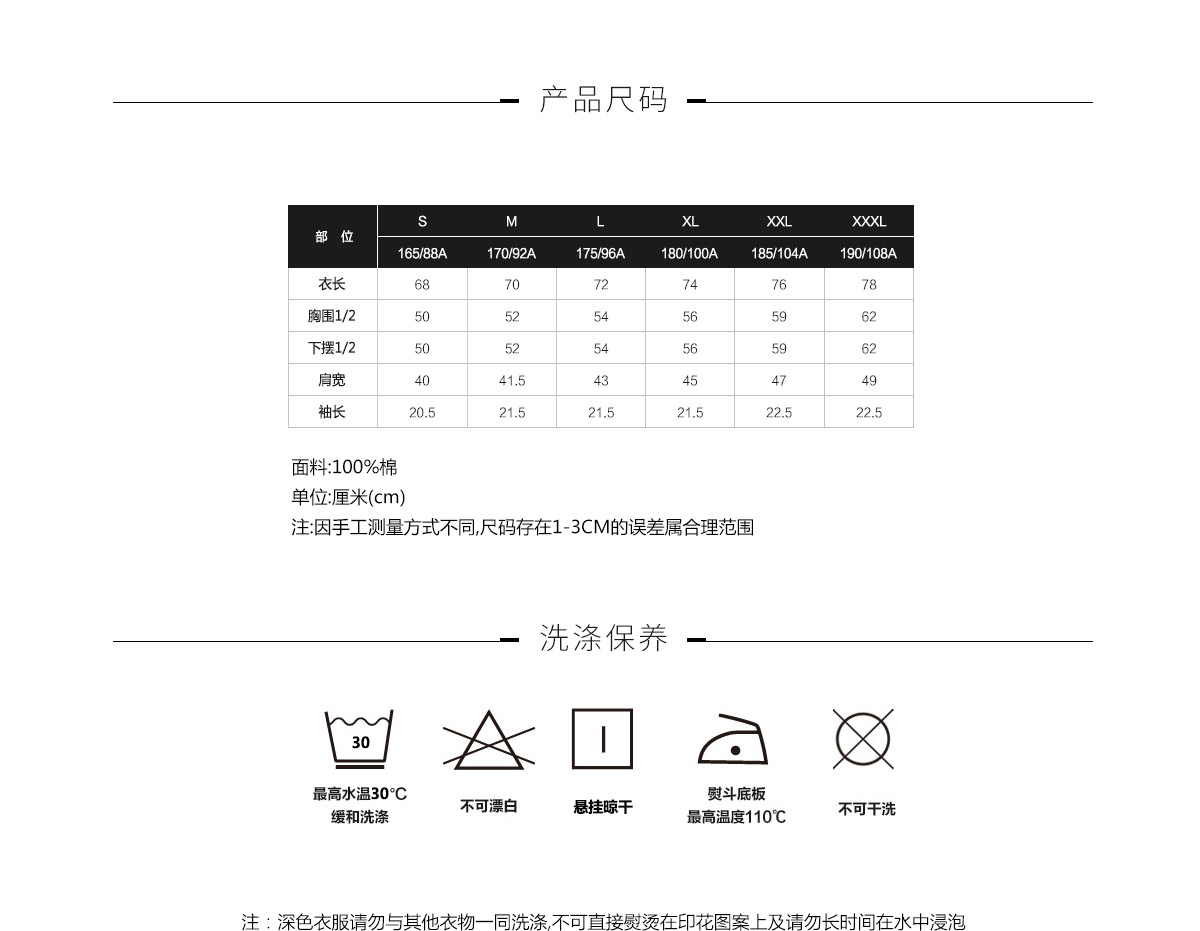 产品尺码
部 位 S M L XL XXL XXXL
165/88A 170/92A 175/96A 180/100A 185/104A 190/108A
衣长 68 70 72 74 76 78
胸围1/2 50 52 54 56 59 62
下摆1/2 50 52 54 56 59 62
肩宽 40 41.5 43 45 47 49
袖长 20.5 21.5 21.5 21.5 22.5 22.5
面料:100%棉
单位:厘米(cm)
注:因手工测量方式不同,尺码存在1-3CM的误差属合理范围
洗涤保养
30
最高水温30℃
缓和洗涤
不可漂白
悬挂晾干
熨斗底板
最高温度110℃
不可干洗
注：深色衣服请勿与其他衣物一同洗涤,不可直接熨烫在印花图案上及请勿长时间在水中浸泡